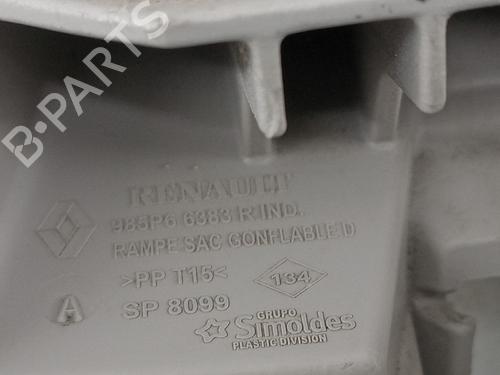 B-PARTS
RENAULT
985P6 6383 R IND.
RAMPE SAC GONFLABLE D
>PP T15<
134
A
SP 8099
GRUPO
Simoldes
PLASTIC DIVISION